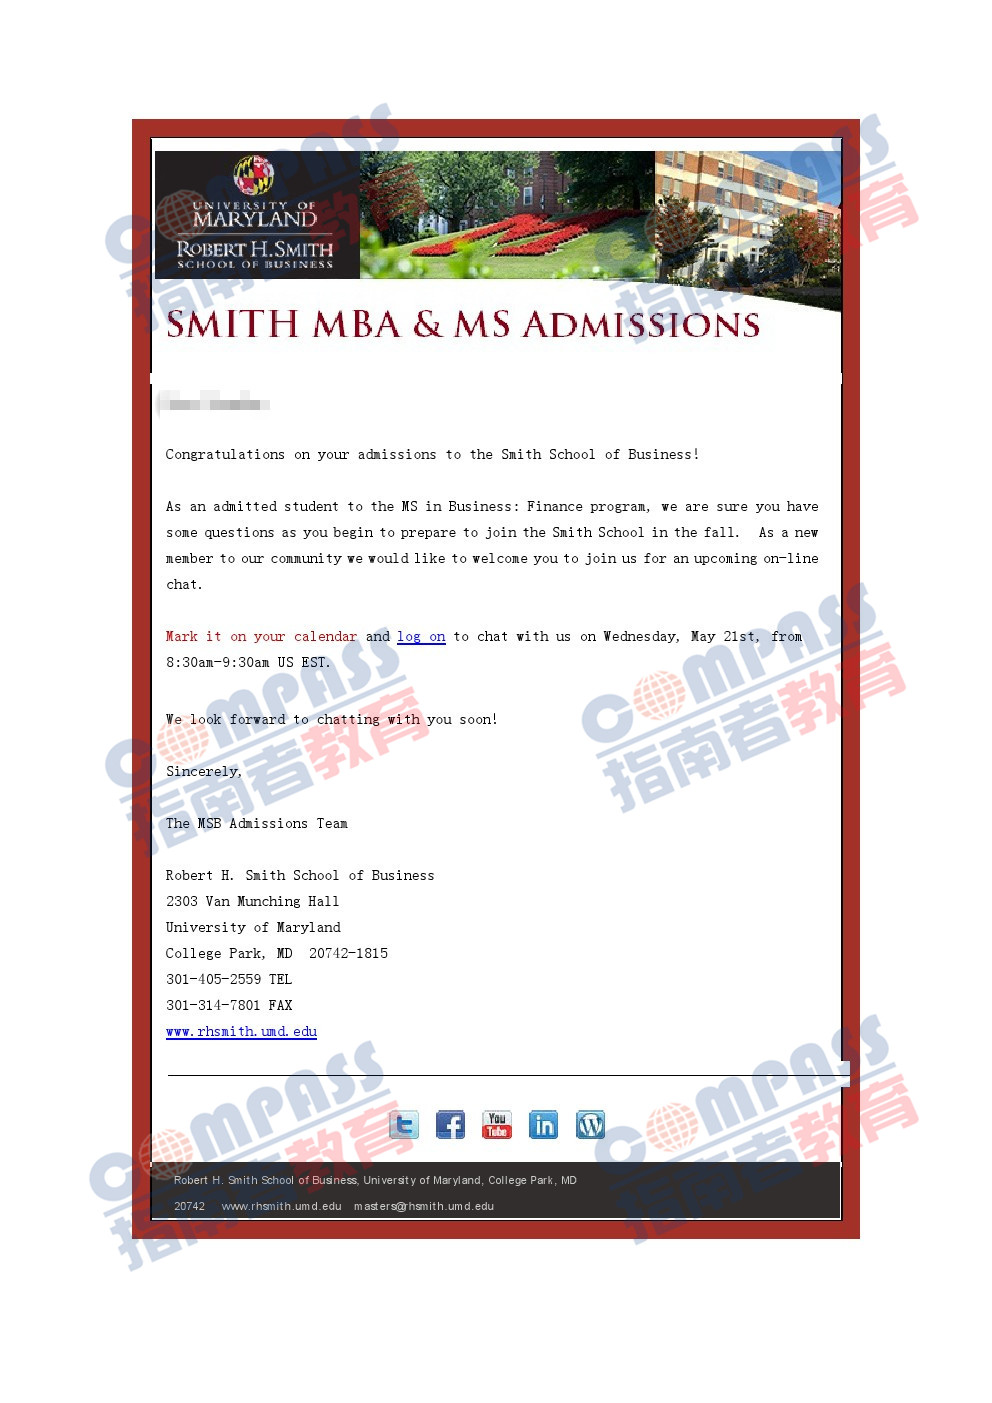 UNIVERSITY OF
MARYLAND
ROBERT H. SMITH
SCHOOL OF BUSINESS
SMITH MBA & MS ADMISSIONS
Congratulations on your admissions to the Smith School of Business!
As an admitted student to the MS in Business: Finance program, we are sure you have
some questions as you begin to prepare to join the Smith School in the fall.  As a new
member to our community we would like to welcome you to join us for an upcoming on-line
chat.
Mark it on your calendar and log on to chat with us on Wednesday, May 21st, from
8:30am-9:30am US EST.
We look forward to chatting with you soon!
Sincerely,
The MSB Admissions Team
Robert H. Smith School of Business
2303 Van Munching Hall
University of Maryland
College Park, MD  20742-1815
301-405-2559 TEL
301-314-7801 FAX
www.rhsmith.umd.edu
You
Tube
in
Robert H. Smith School of Business, University of Maryland, College Park, MD
20742 www.rhsmith.umd.edu masters@rhsmith.umd.edu
COMPASS
指南者教育
COMPASS
指南者教育
COMPASS
指南者教育
COMPASS
指南者教育
COMPASS
指南者教育
COMPASS
指南者教育